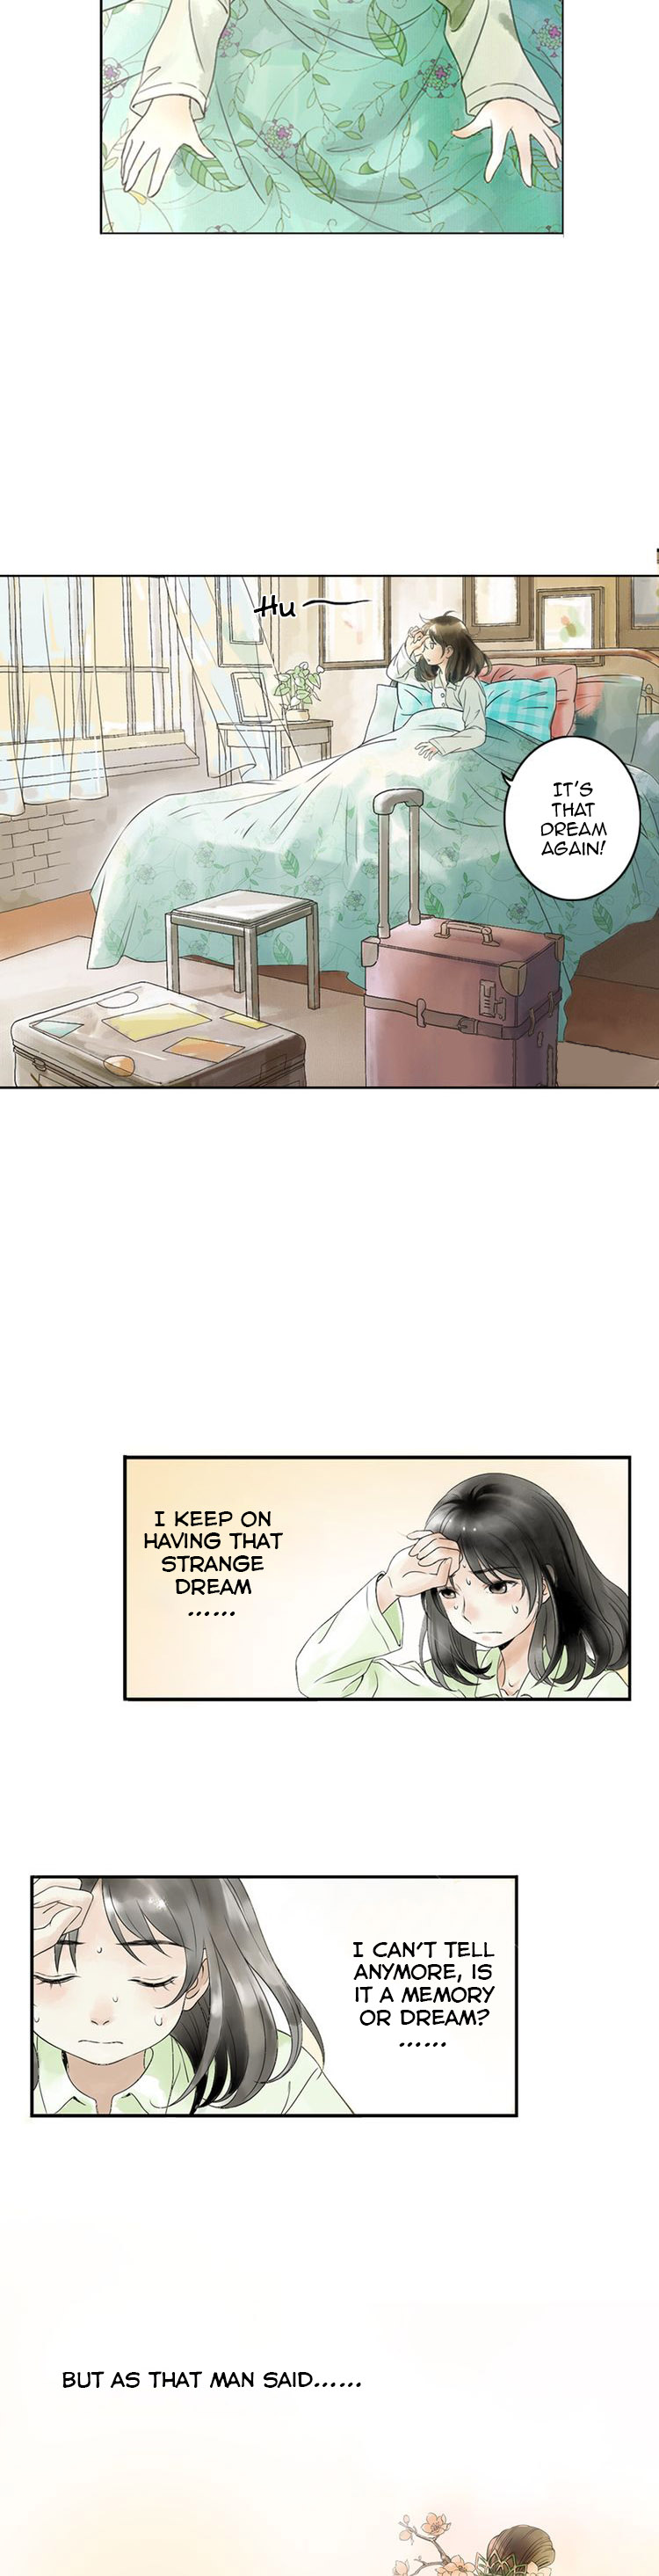 Hu
IT'S
THAT
DREAM
AGAIN!
I KEEP ON
HAVING THAT
STRANGE
DREAM
......
I CAN'T TELL
ANYMORE, IS
IT A MEMORY
OR DREAM?
......
BUT AS THAT MAN SAID......